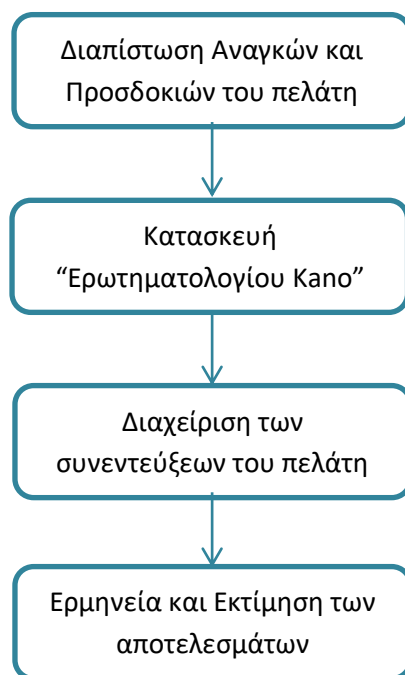 Διαπίστωση Αναγκών και
Προσδοκιών του πελάτη
Κατασκευή
“Ερωτηματολογίου Kano”
Διαχείριση των
συνεντεύξεων του πελάτη
Ερμηνεία και Εκτίμηση των
αποτελεσμάτων